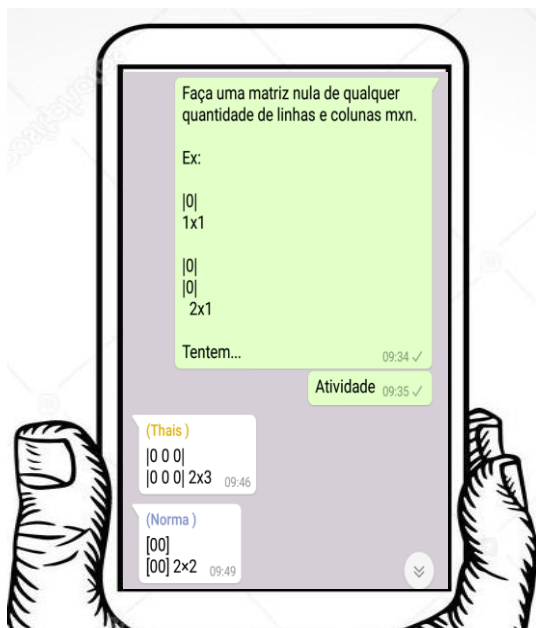 Faça uma matriz nula de qualquer
quantidade de linhas e colunas mxn.
Ex:
|0|
1x1
|0|
|0|
2x1
Tentem...
09:34
Atividade 09:35
(Thais )
|0 0 0|
|0 0 0| 2x3 09:46
(Norma )
[00]
[00] 2×2 09:49